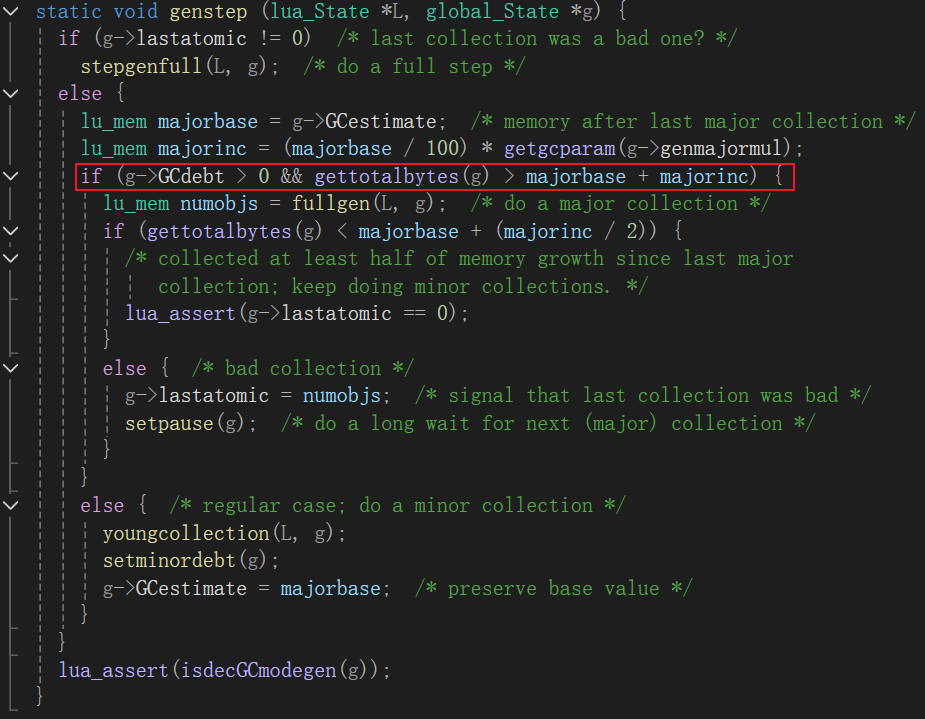 static void genstep (lua_State *L, global_State *g) {
if (g->lastatomic != 0)  /* last collection was a bad one? */
stepgenfull(L, g);  /* do a full step */
else {
lu_mem majorbase = g->GCestimate;  /* memory after last major collection */
lu_mem majorinc = (majorbase / 100) * getgcparam(g->genmajormul);
if (g->GCdebt > 0 && gettotalbytes(g) > majorbase + majorinc) {
lu_mem numobjs = fullgen(L, g);  /* do a major collection */
if (gettotalbytes(g) < majorbase + (majorinc / 2)) {
/* collected at least half of memory growth since last major
collection; keep doing minor collections. */
lua_assert(g->lastatomic == 0);
}
else {  /* bad collection */
g->lastatomic = numobjs;  /* signal that last collection was bad */
setpause(g);  /* do a long wait for next (major) collection */
}
}
else {  /* regular case; do a minor collection */
youngcollection(L, g);
setminordebt(g);
g->GCestimate = majorbase;  /* preserve base value */
}
}
lua_assert(isdecGCmodegen(g));
}